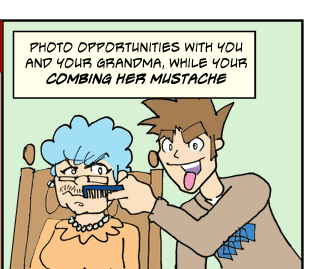 PHOTO OPPORTUNITIES WITH YOU
AND YOUR GRANDMA, WHILE YOUR
COMBING HER MUSTACHE